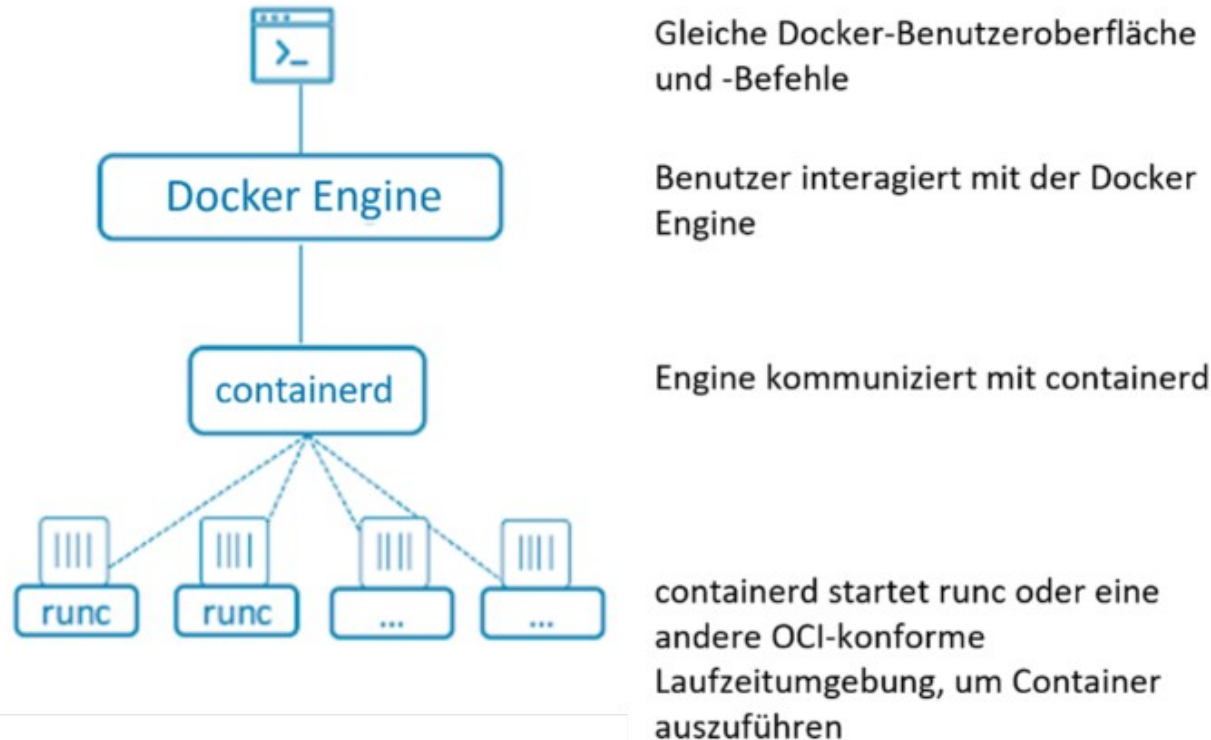 >_
Gleiche Docker-Benutzeroberfläche
und -Befehle
Docker Engine
Benutzer interagiert mit der Docker
Engine
containerd
Engine kommuniziert mit containerd
runc
runc
...
...
containerd startet runc oder eine
andere OCI-konforme
Laufzeitumgebung, um Container
auszuführen